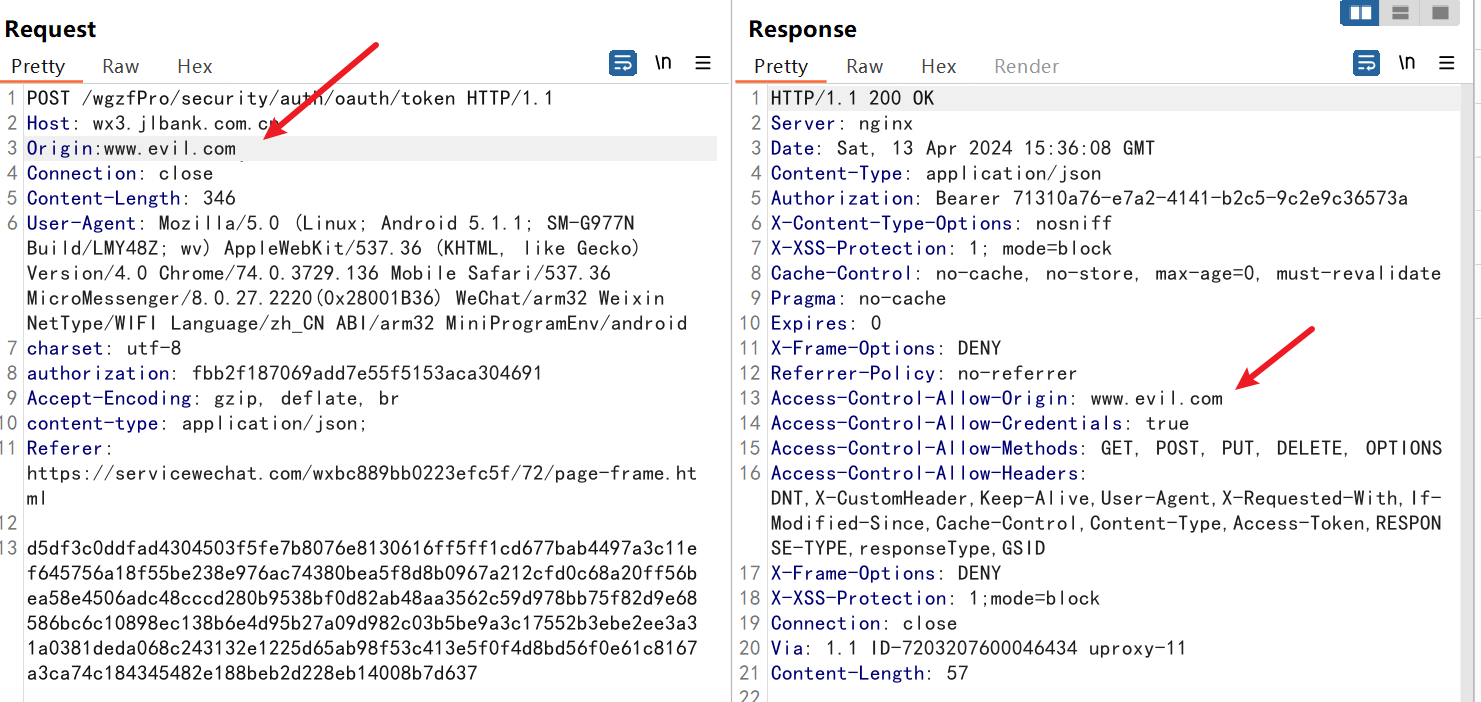 Request
Pretty Raw Hex
\n
1 POST /wgzfPro/security/auth/oauth/token HTTP/1.1
2 Host: wx3.jlbank.com.cn
3 Origin:www.evil.com
4 Connection: close
5 Content-Length: 346
6 User-Agent: Mozilla/5.0 (Linux; Android 5.1.1; SM-G977N
Build/LMY48Z; wv) AppleWebKit/537.36 (KHTML, like Gecko)
Version/4.0 Chrome/74.0.3729.136 Mobile Safari/537.36
MicroMessenger/8.0.27.2220(0x28001B36) WeChat/arm32 Weixin
NetType/WIFI Language/zh_CN ABI/arm32 MiniProgramEnv/android
7 charset: utf-8
8 authorization: fbb2f187069add7e55f5153aca304691
9 Accept-Encoding: gzip, deflate, br
10 content-type: application/json;
11 Referer:
https://servicewechat.com/wxbc889bb0223efc5f/72/page-frame.ht
ml
12
13 d5df3c0ddfad4304503f5fe7b8076e8130616ff5ff1cd677bab4497a3c11e
f645756a18f55be238e976ac74380bea5f8d8b0967a212cfd0c68a20ff56b
ea58e4506adc48cccd280b9538bf0d82ab48aa3562c59d978bb75f82d9e68
586bc6c10898ec138b6e4d95b27a09d982c03b5be9a3c17552b3ebe2ee3a3
1a0381deda068c243132e1225d65ab98f53c413e5f0f4d8bd56f0e61c8167
a3ca74c184345482e188beb2d228eb14008b7d637
Response
Pretty Raw Hex Render
\n
1 HTTP/1.1 200 OK
2 Server: nginx
3 Date: Sat, 13 Apr 2024 15:36:08 GMT
4 Content-Type: application/json
5 Authorization: Bearer 71310a76-e7a2-4141-b2c5-9c2e9c36573a
6 X-Content-Type-Options: nosniff
7 X-XSS-Protection: 1; mode=block
8 Cache-Control: no-cache, no-store, max-age=0, must-revalidate
9 Pragma: no-cache
10 Expires: 0
11 X-Frame-Options: DENY
12 Referrer-Policy: no-referrer
13 Access-Control-Allow-Origin: www.evil.com
14 Access-Control-Allow-Credentials: true
15 Access-Control-Allow-Methods: GET, POST, PUT, DELETE, OPTIONS
16 Access-Control-Allow-Headers:
DNT,X-CustomHeader,Keep-Alive,User-Agent,X-Requested-With,If-
Modified-Since,Cache-Control,Content-Type,Access-Token,RESPON
SE-TYPE,responseType,GSID
17 X-Frame-Options: DENY
18 X-XSS-Protection: 1;mode=block
19 Connection: close
20 Via: 1.1 ID-7203207600046434 uproxy-11
21 Content-Length: 57
22